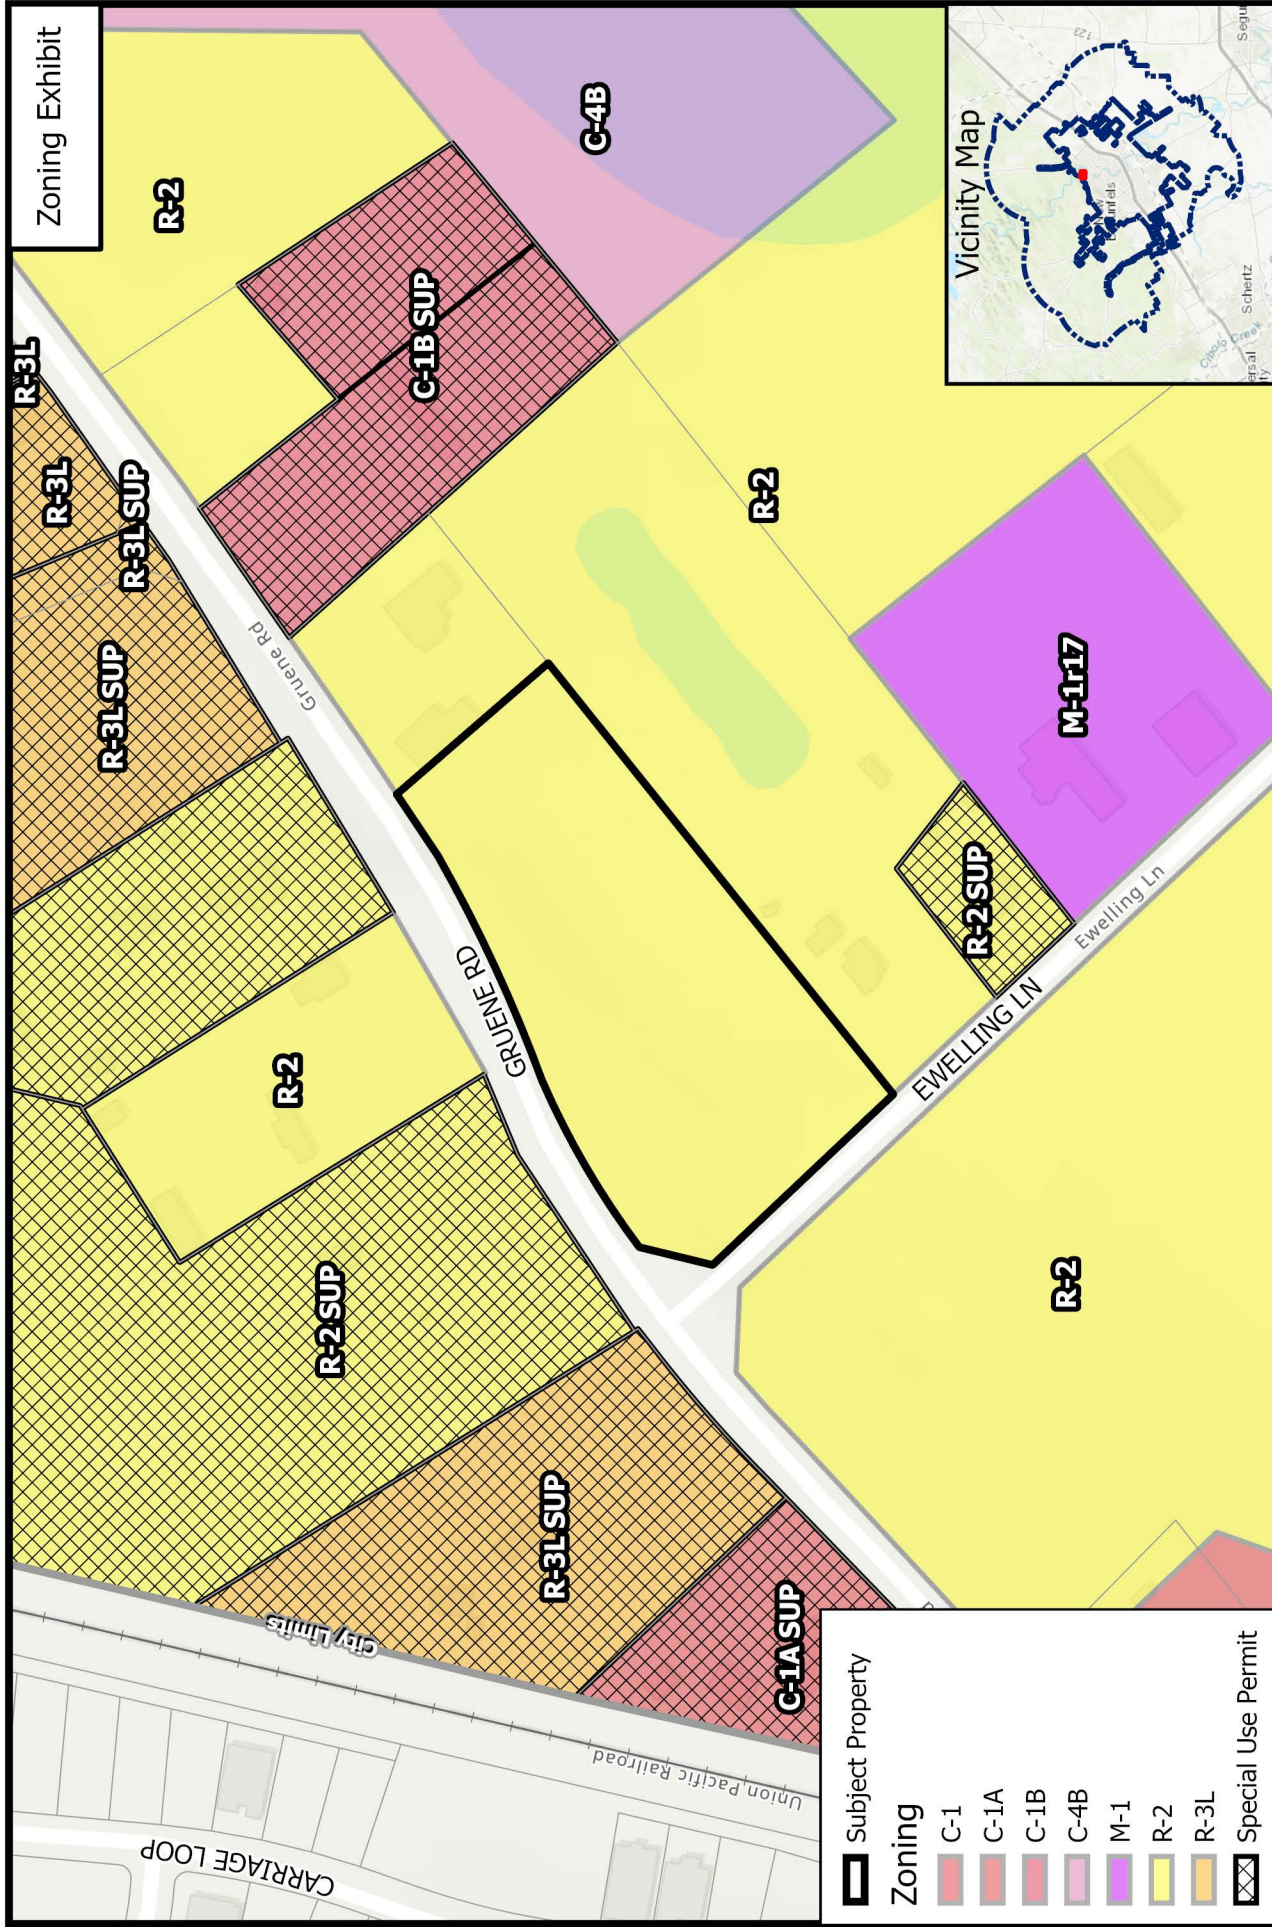 Zoning Exhibit
R-3L
R-3L
R-3L SUP
R-3L SUP
R-2
C-1B SUP
C-4B
Gruene Rd
R-2
GRUENE RD
R-2
R-2 SUP
M-1r17
R-2 SUP
Ewelling Ln
EWELLING LN
R-2
R-3L SUP
C-1A SUP
City Limits
Union Pacific Railroad
CARRIAGE LOOP
Vicinity Map
123
New
Schertz
Cibolo Creek
Subject Property
Zoning
C-1
C-1A
C-1B
C-4B
M-1
R-2
R-3L
Special Use Permit